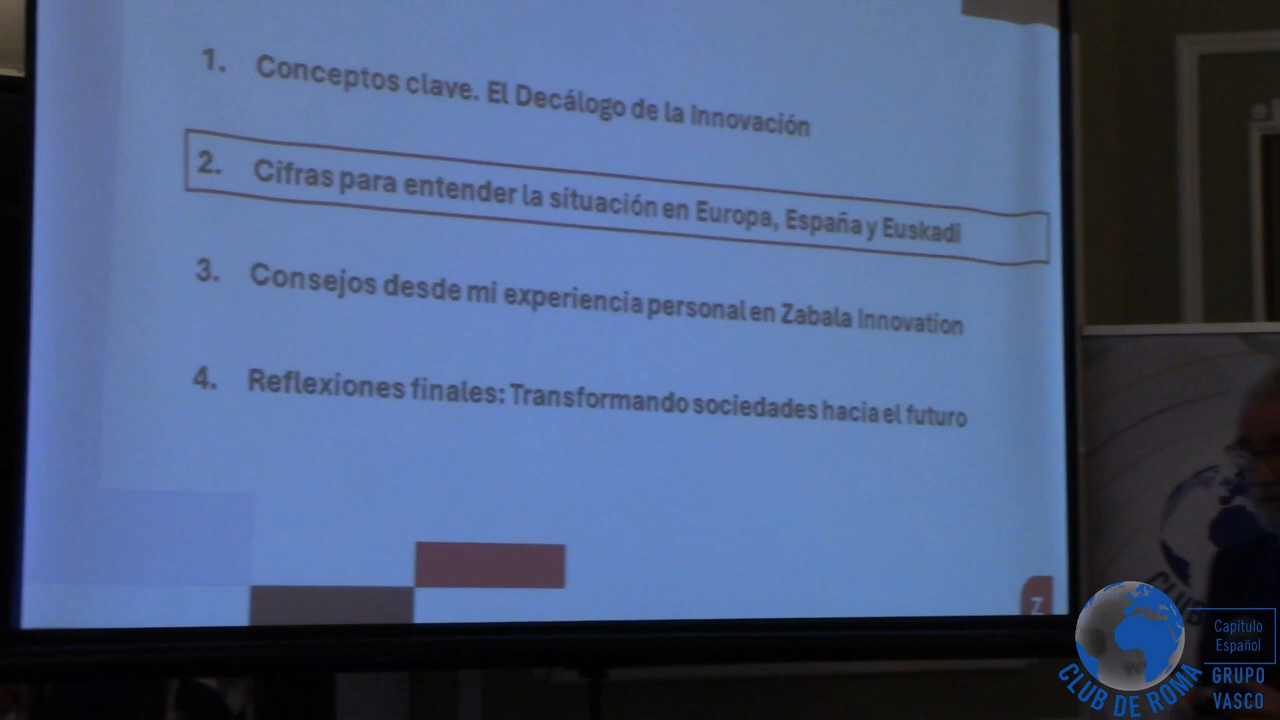 1. Conceptos clave. El Decálogo de la Innovación
2. Cifras para entender la situación en Europa, España y Euskadi
3. Consejos desde mi experiencia personal en Zabala Innovation
4. Reflexiones finales: Transformando sociedades hacia el futuro
Z
CLUB
CLUB DE ROMA
Capítulo
Español
GRUPO
VASCO